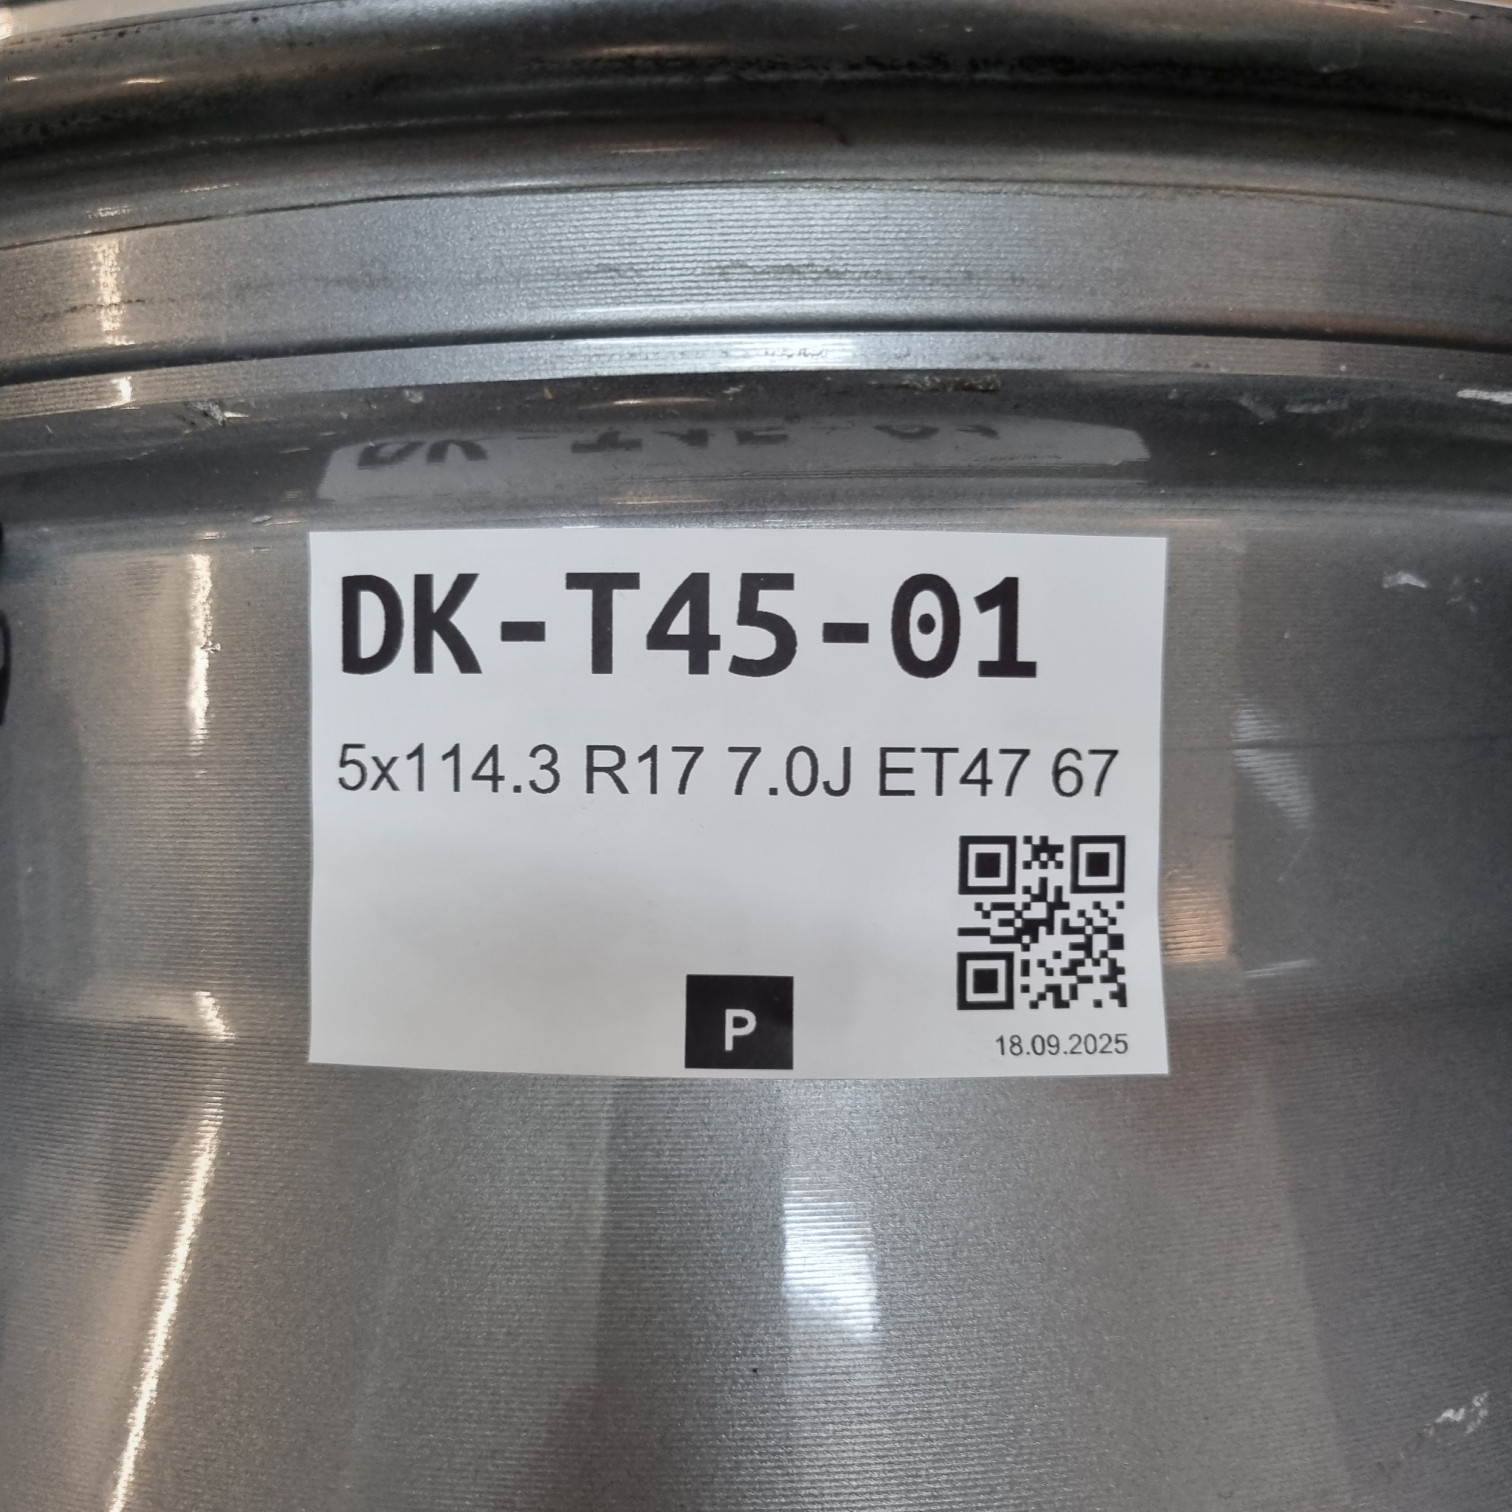 DK-T45-01
5x114.3 R17 7.0J ET47 67
P
18.09.2025